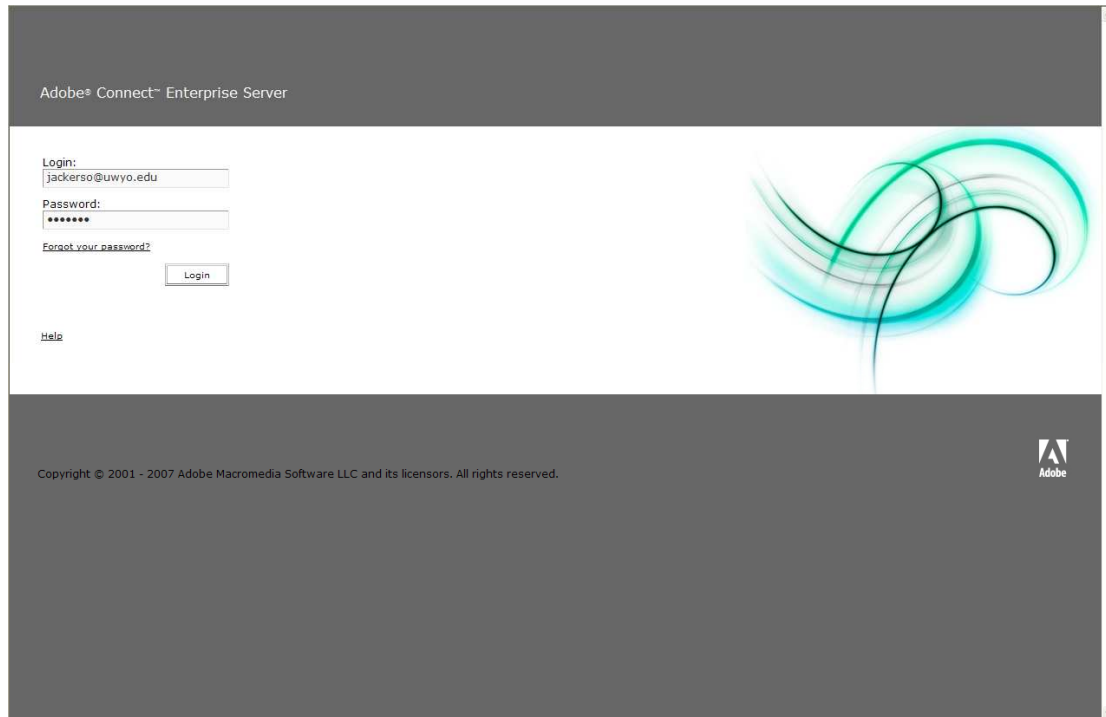 Adobe® Connect™ Enterprise Server
Login:
jackerso@uwyo.edu
Password:
•••••••
Forgot your password?
Login
Help
Adobe
Copyright © 2001 - 2007 Adobe Macromedia Software LLC and its licensors. All rights reserved.